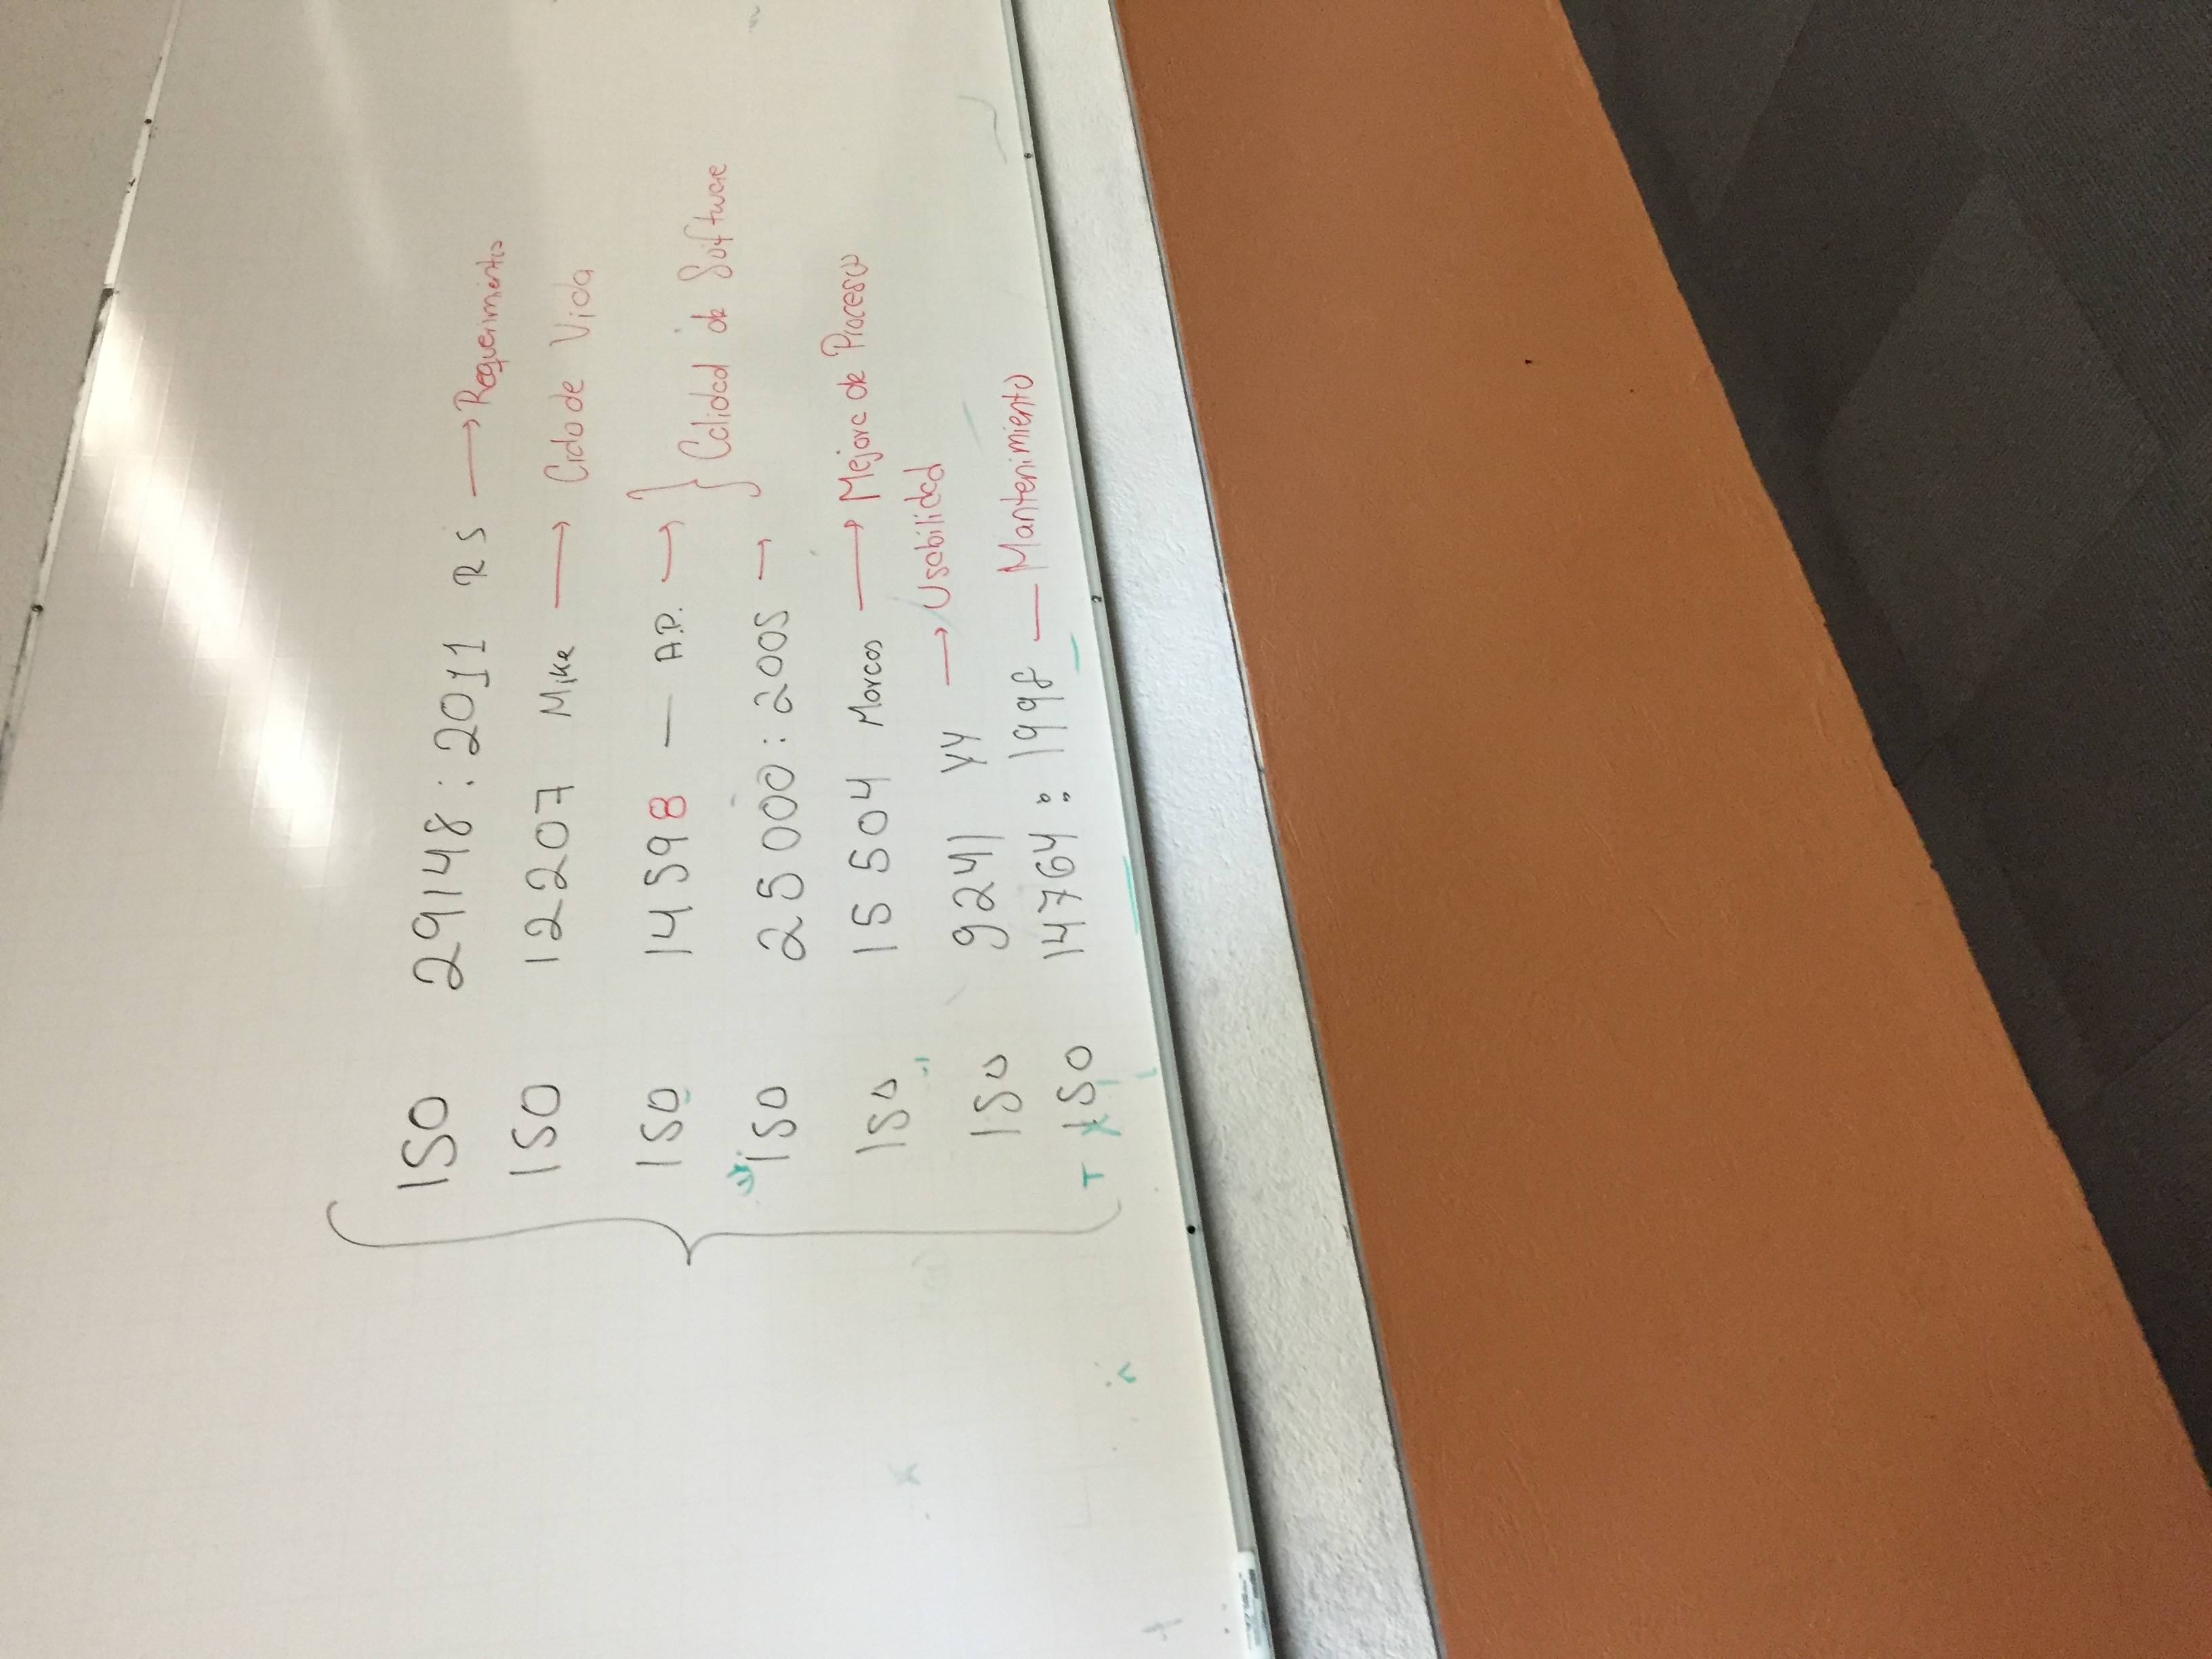 ISO 29148 : 2011 RS → Requerimientos
ISO 12207 Mike → Ciclo de Vida
ISO 14598 — A.P. →
Calidad de Software
ISO 25000 : 2005 →
ISO 15504 Marcos → Mejora de Procesos
ISO 9241 YY → Usabilidad
ISO 14764 : 1998 — Mantenimiento